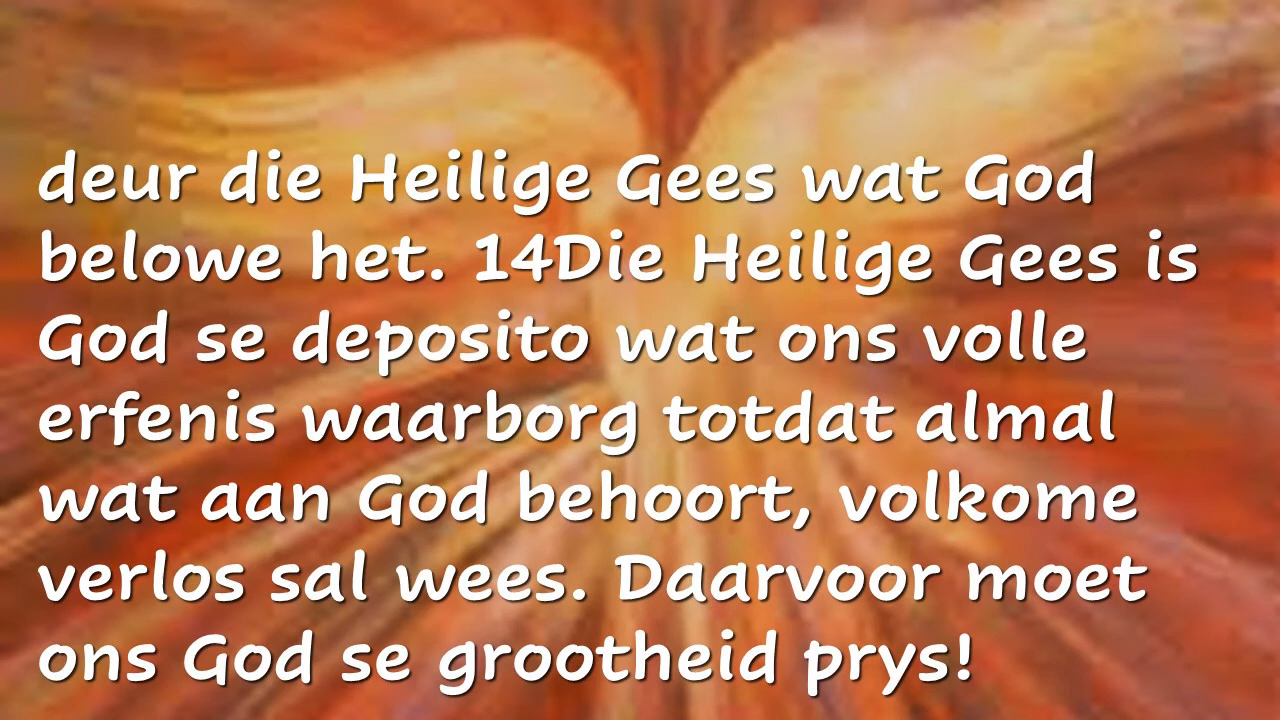 deur die Heilige Gees wat God
belowe het. 14Die Heilige Gees is
God se deposito wat ons volle
erfenis waarborg totdat almal
wat aan God behoort, volkome
verlos sal wees. Daarvoor moet
ons God se grootheid prys!